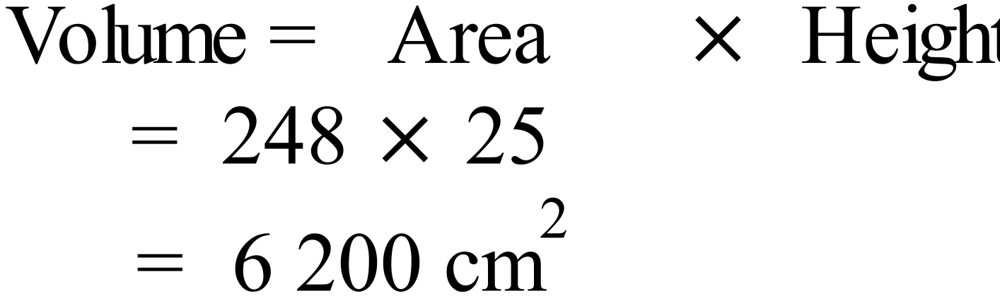 Volume = Area × Height
= 248 × 25
= 6 200 cm²